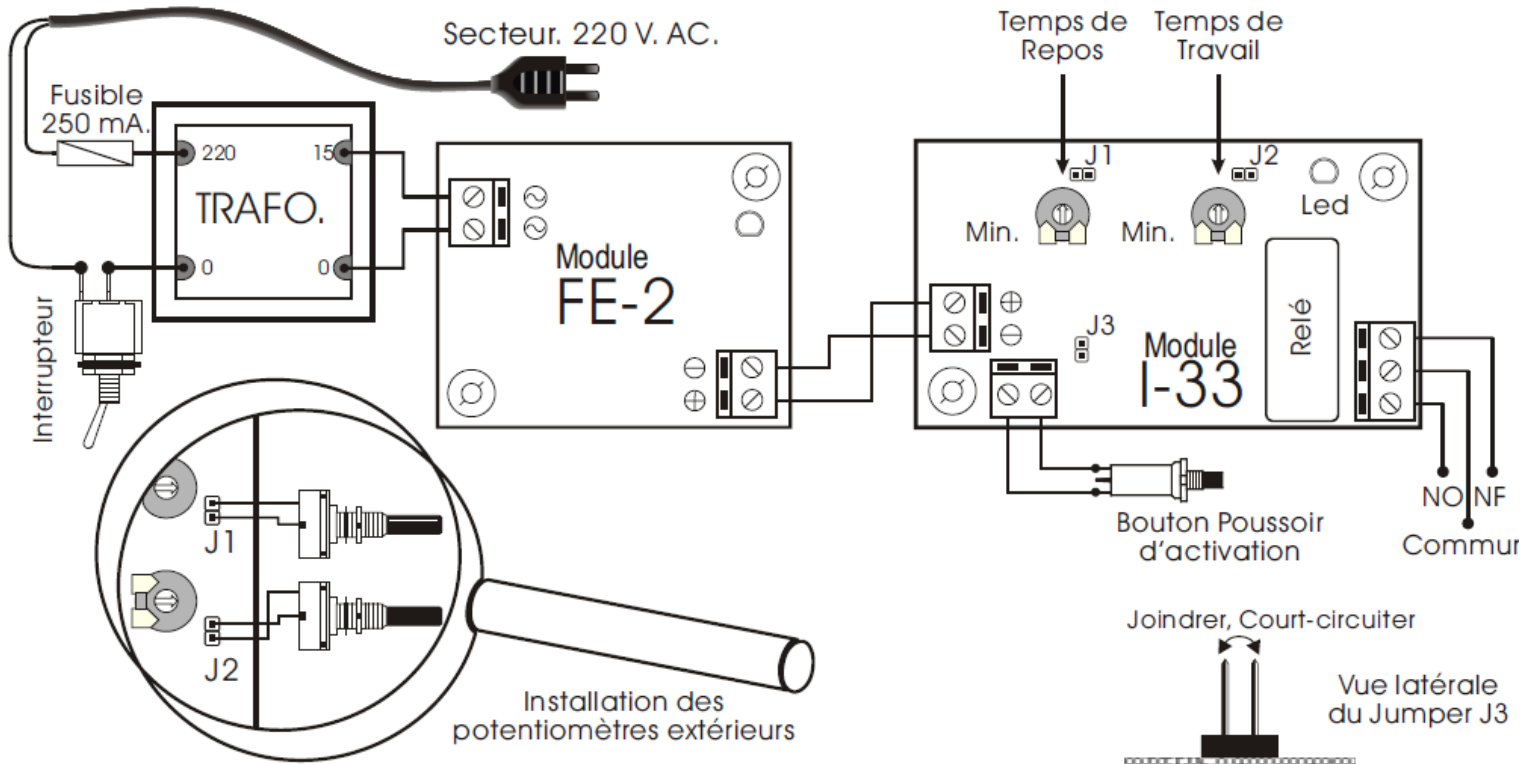 Secteur. 220 V. AC.
Temps de
Repos
Temps de
Travail
Fusible
250 mA.
220
15
TRAFO.
0
0
Interrupteur
Module
FE-2
J1
J2
Led
Min.
Min.
J3
Module
I-33
Relé
NO
NF
Commur
Bouton Poussoir
d'activation
J1
J2
Installation des
potentiomètres extérieurs
Joindrer, Court-circuiter
Vue latérale
du Jumper J3